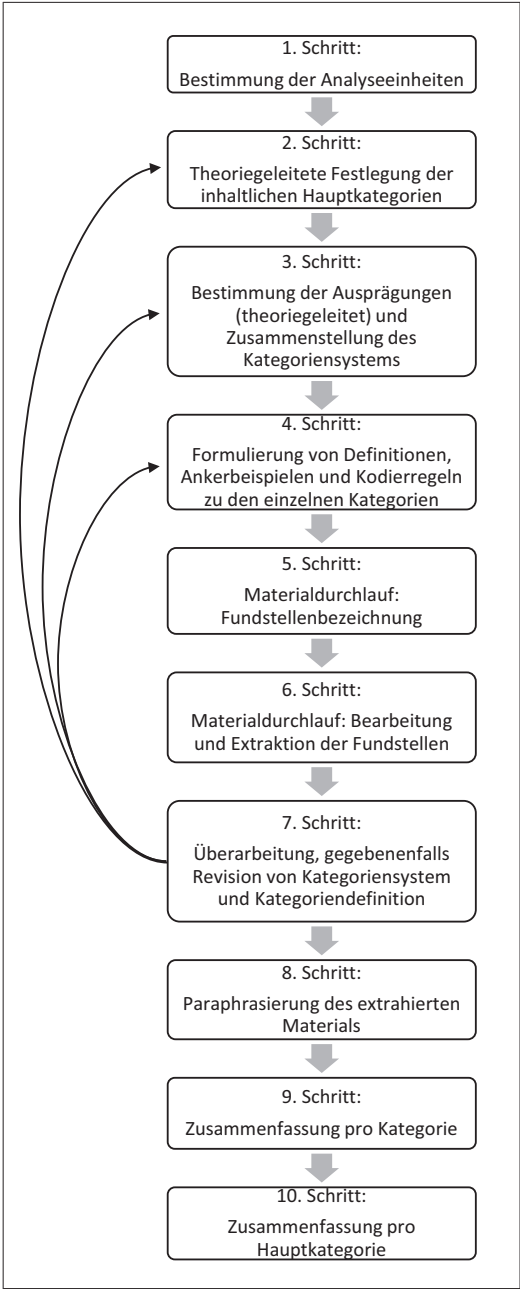 1. Schritt:
Bestimmung der Analyseeinheiten
2. Schritt:
Theoriegeleitete Festlegung der
inhaltlichen Hauptkategorien
3. Schritt:
Bestimmung der Ausprägungen
(theoriegeleitet) und
Zusammenstellung des
Kategoriensystems
4. Schritt:
Formulierung von Definitionen,
Ankerbeispielen und Kodierregeln
zu den einzelnen Kategorien
5. Schritt:
Materialdurchlauf:
Fundstellenbezeichnung
6. Schritt:
Materialdurchlauf: Bearbeitung
und Extraktion der Fundstellen
7. Schritt:
Überarbeitung, gegebenenfalls
Revision von Kategoriensystem
und Kategoriendefinition
8. Schritt:
Paraphrasierung des extrahierten
Materials
9. Schritt:
Zusammenfassung pro Kategorie
10. Schritt:
Zusammenfassung pro
Hauptkategorie